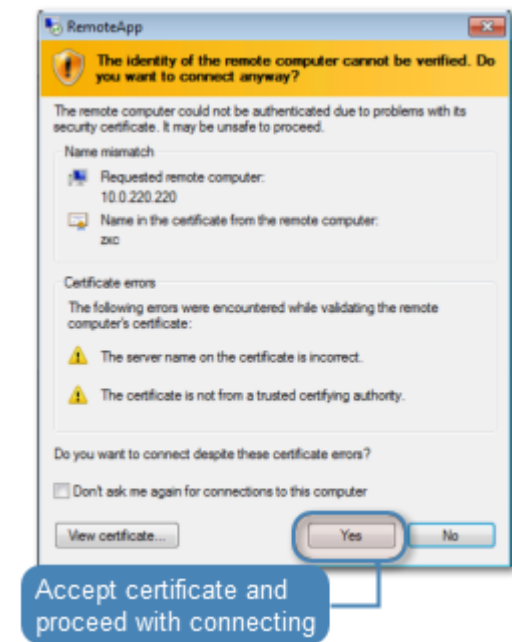 RemoteApp
The identity of the remote computer cannot be verified. Do
you want to connect anyway?
The remote computer could not be authenticated due to problems with its
security certificate. It may be unsafe to proceed.
Name mismatch
Requested remote computer:
10.0.220.220
Name in the certificate from the remote computer:
zxc
Certificate errors
The following errors were encountered while validating the remote
computer's certificate:
The server name on the certificate is incorrect.
The certificate is not from a trusted certifying authority.
Do you want to connect despite these certificate errors?
Don't ask me again for connections to this computer
View certificate...
Yes
No
Accept certificate and
proceed with connecting